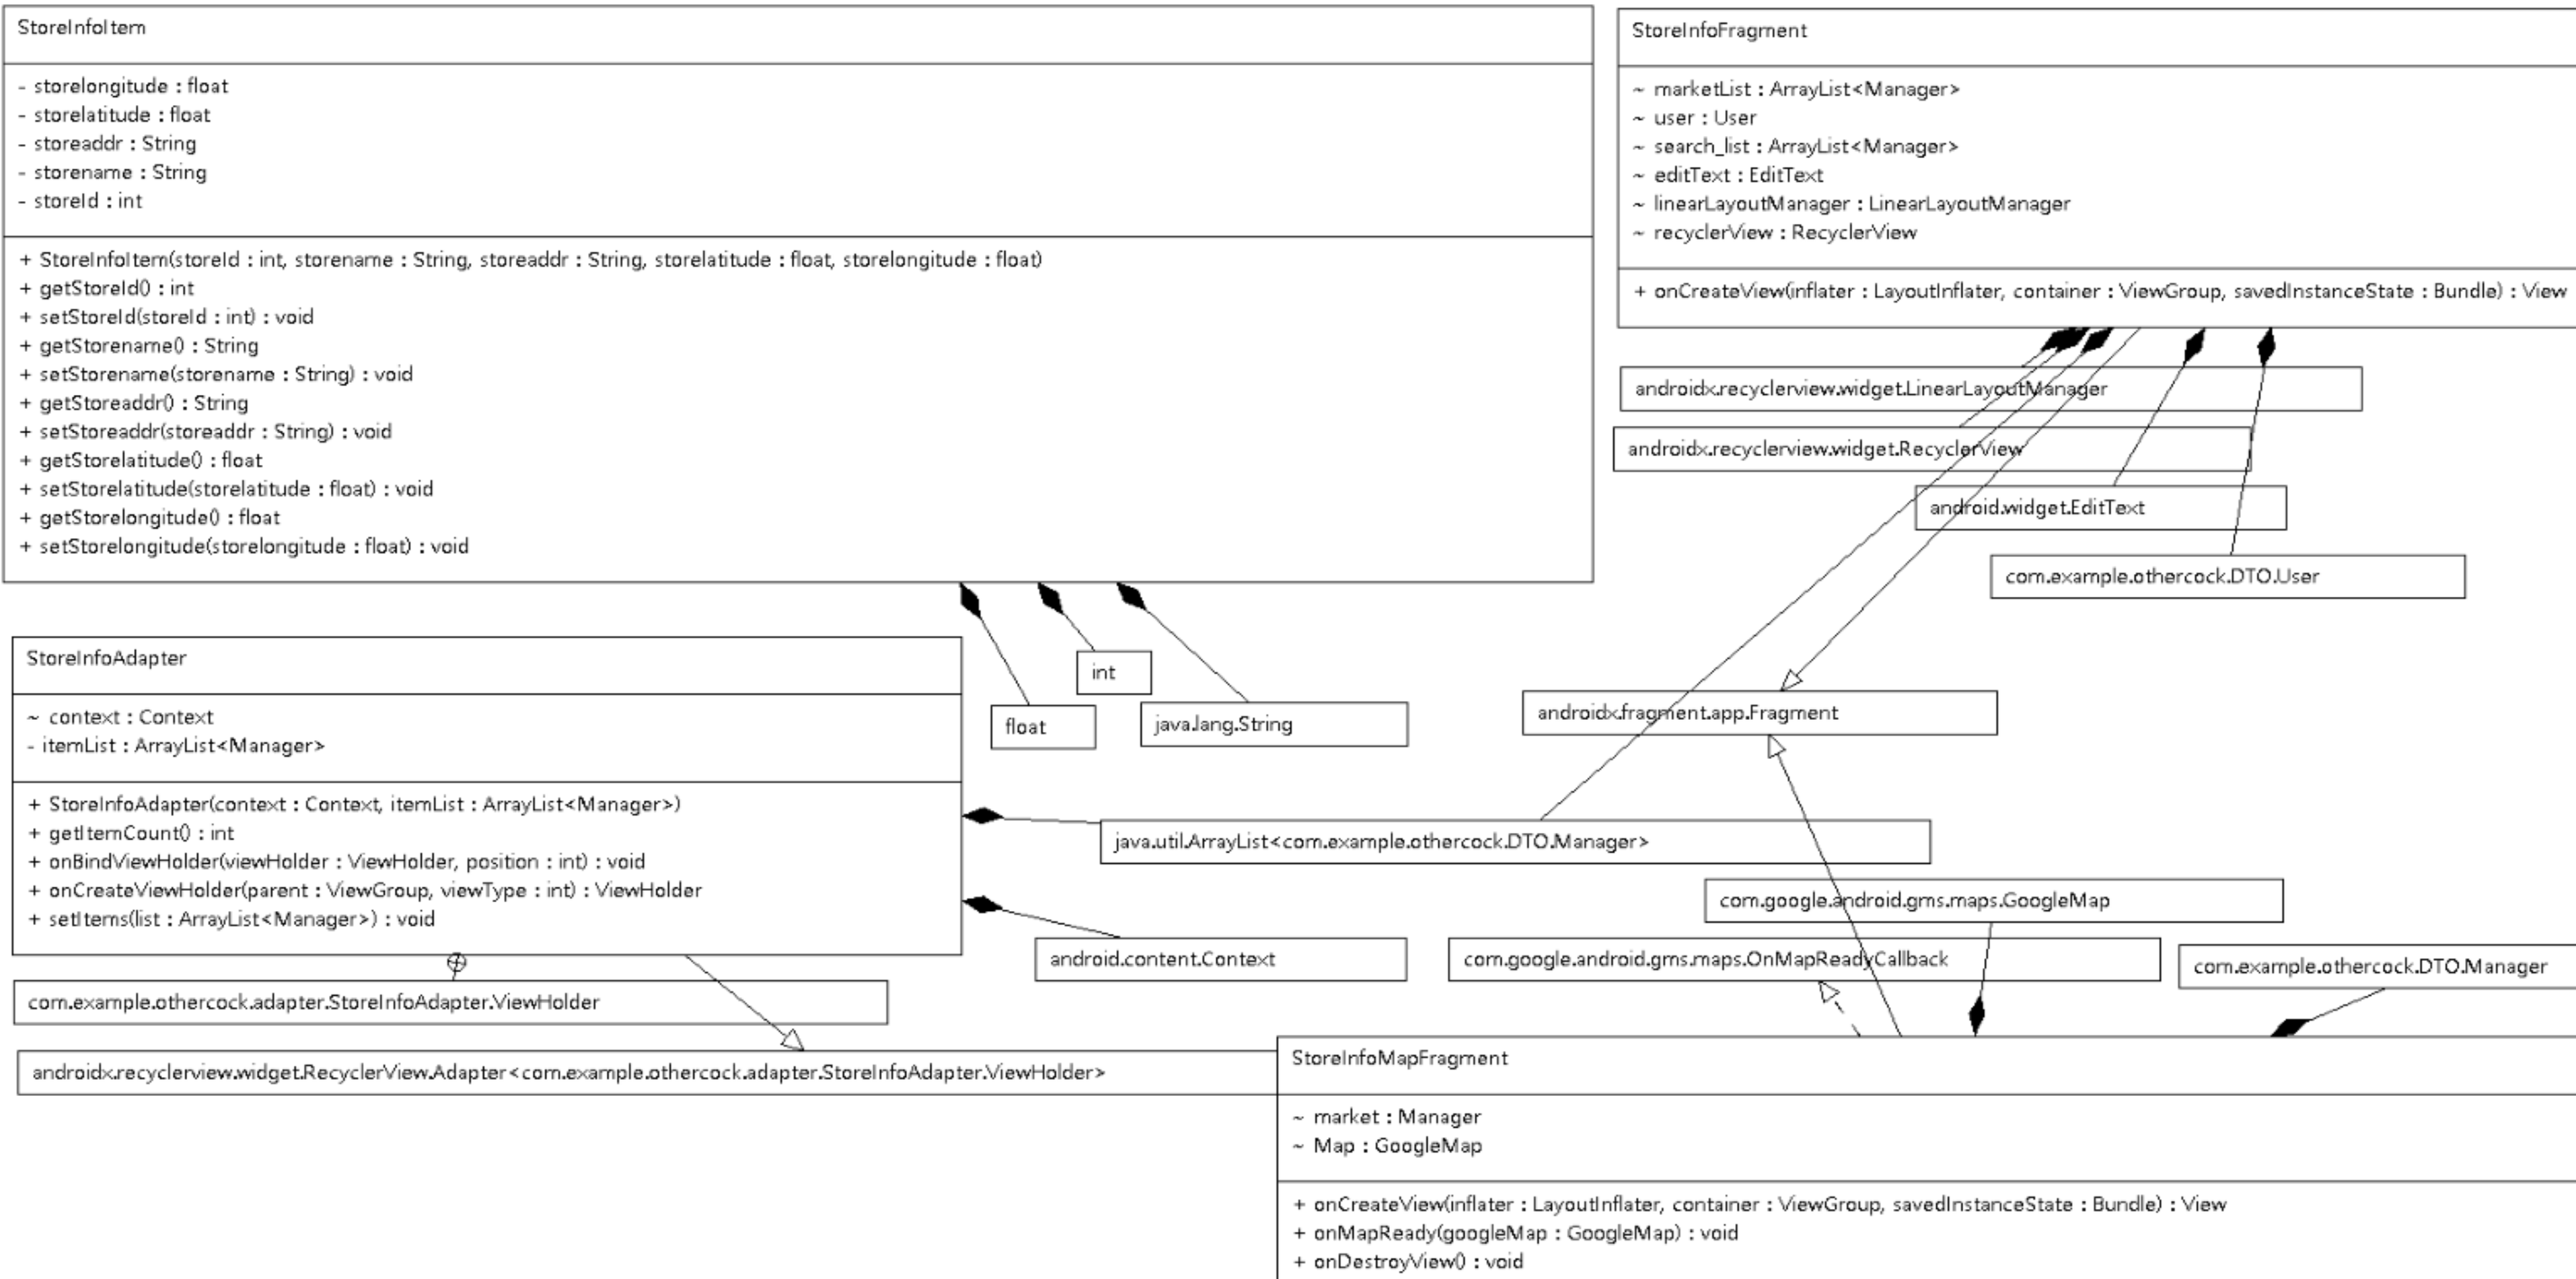 StoreInfoItem
- storelongitude : float
- storelatitude : float
- storeaddr : String
- storename : String
- storeId : int
+ StoreInfoItem(storeId : int, storename : String, storeaddr : String, storelatitude : float, storelongitude : float)
+ getStoreId() : int
+ setStoreId(storeId : int) : void
+ getStorename() : String
+ setStorename(storename : String) : void
+ getStoreaddr() : String
+ setStoreaddr(storeaddr : String) : void
+ getStorelatitude() : float
+ setStorelatitude(storelatitude : float) : void
+ getStorelongitude() : float
+ setStorelongitude(storelongitude : float) : void
StoreInfoFragment
~ marketList : ArrayList<Manager>
~ user : User
~ search_list : ArrayList<Manager>
~ editText : EditText
~ linearLayoutManager : LinearLayoutManager
~ recyclerView : RecyclerView
+ onCreateView(inflater : LayoutInflater, container : ViewGroup, savedInstanceState : Bundle) : View
androidx.recyclerview.widget.LinearLayoutManager
androidx.recyclerview.widget.RecyclerView
android.widget.EditText
com.example.othercock.DTO.User
int
float
java.lang.String
androidx.fragment.app.Fragment
StoreInfoAdapter
~ context : Context
- itemList : ArrayList<Manager>
+ StoreInfoAdapter(context : Context, itemList : ArrayList<Manager>)
+ getItemCount() : int
+ onBindViewHolder(viewHolder : ViewHolder, position : int) : void
+ onCreateViewHolder(parent : ViewGroup, viewType : int) : ViewHolder
+ setItems(list : ArrayList<Manager>) : void
java.util.ArrayList<com.example.othercock.DTO.Manager>
com.google.android.gms.maps.GoogleMap
android.content.Context
com.google.android.gms.maps.OnMapReadyCallback
com.example.othercock.DTO.Manager
com.example.othercock.adapter.StoreInfoAdapter.ViewHolder
androidx.recyclerview.widget.RecyclerView.Adapter<com.example.othercock.adapter.StoreInfoAdapter.ViewHolder>
StoreInfoMapFragment
~ market : Manager
~ Map : GoogleMap
+ onCreateView(inflater : LayoutInflater, container : ViewGroup, savedInstanceState : Bundle) : View
+ onMapReady(googleMap : GoogleMap) : void
+ onDestroyView() : void